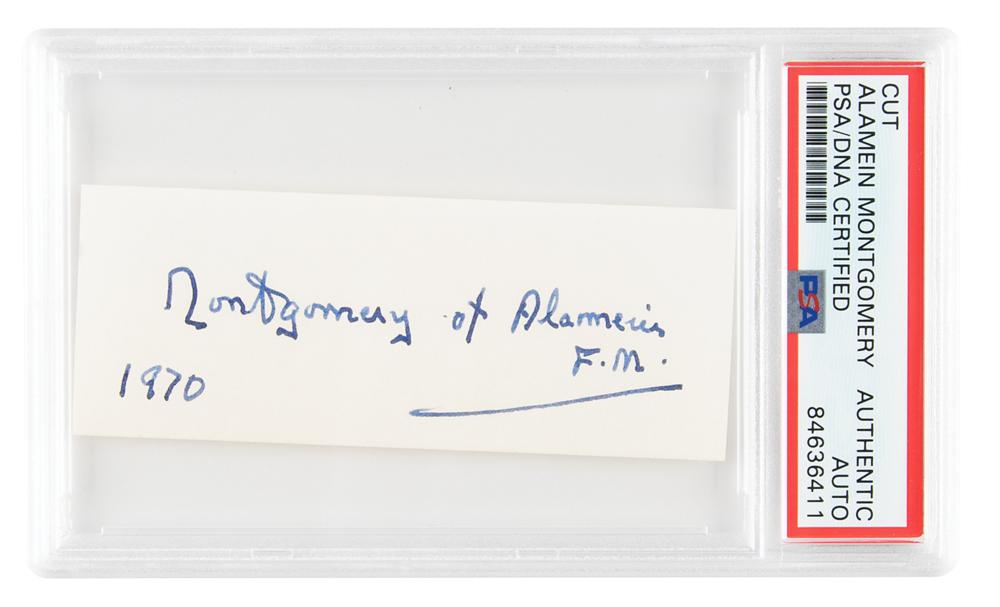 Montgomery of Alamein
F.M.
1970
CUT
ALAMEIN MONTGOMERY AUTHENTIC
PSA/DNA CERTIFIED AUTO
84636411
PSA